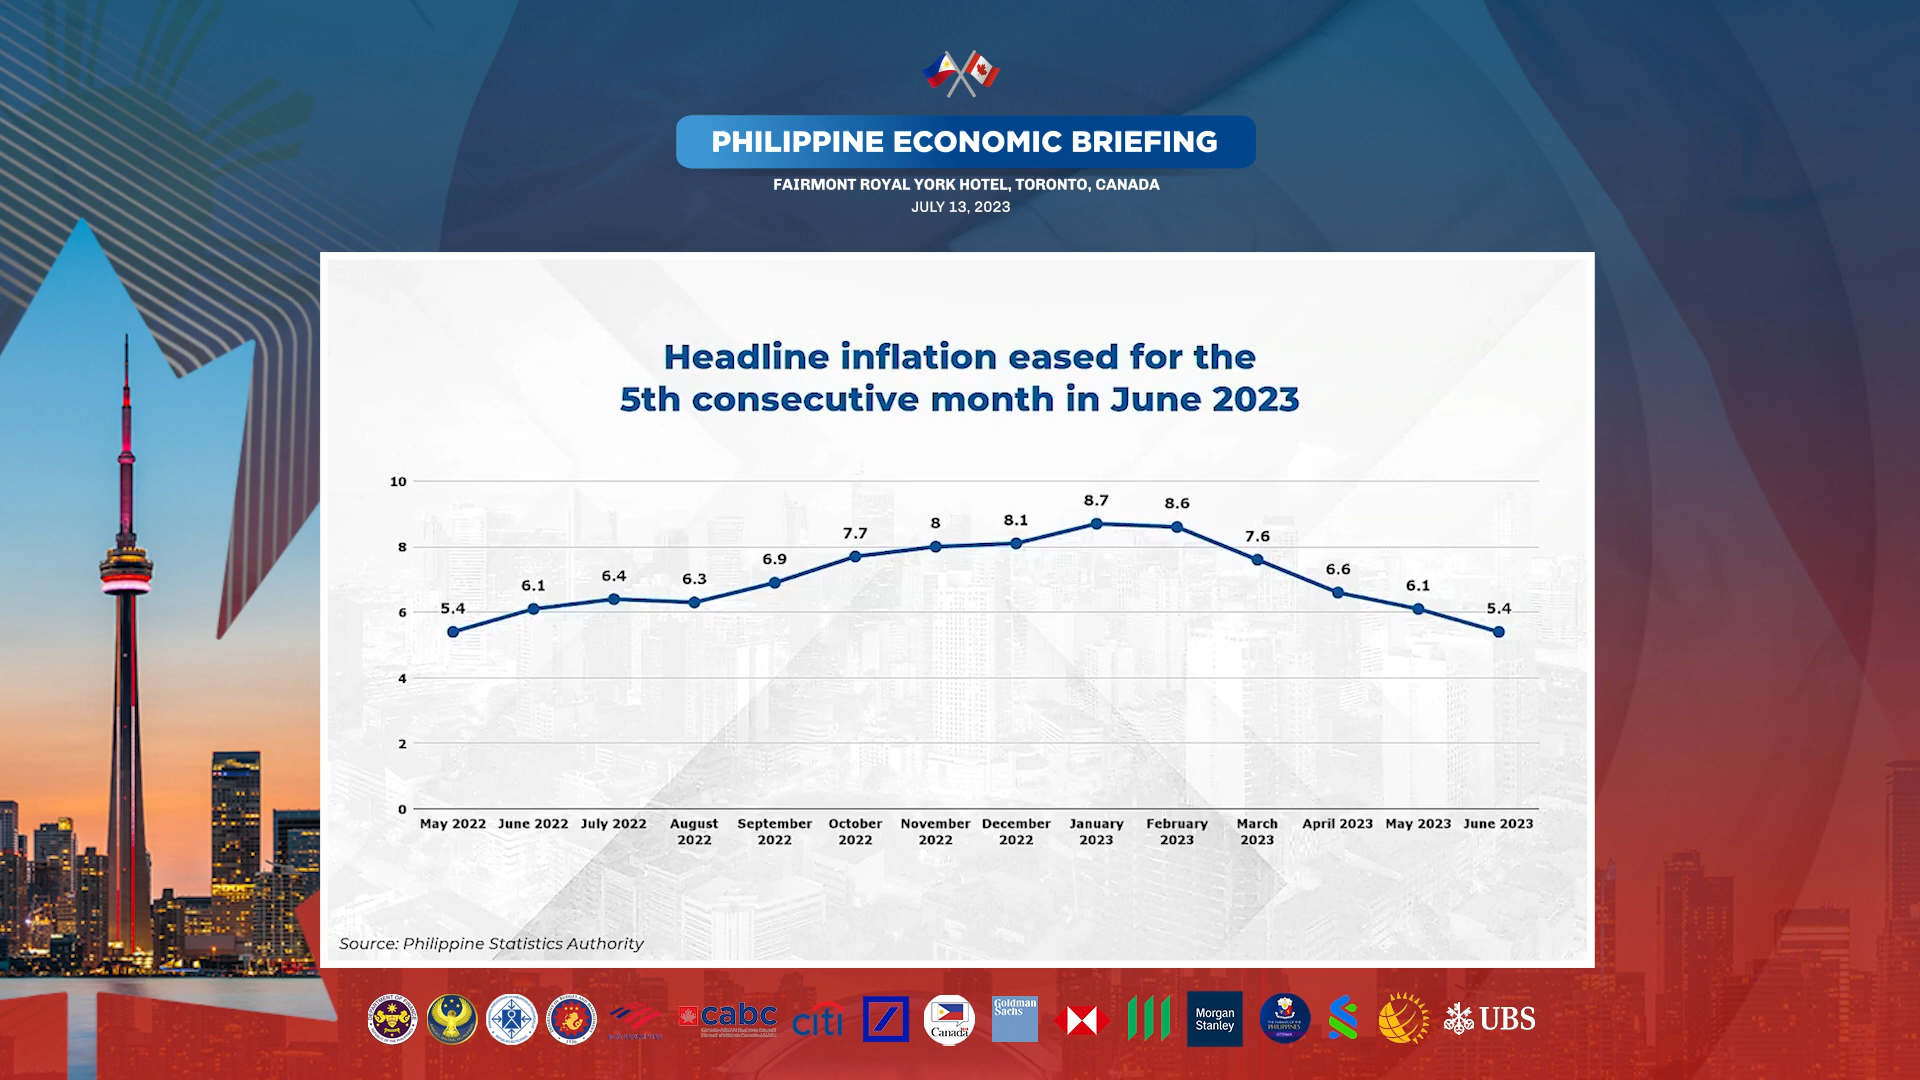 PHILIPPINE ECONOMIC BRIEFING
FAIRMONT ROYAL YORK HOTEL, TORONTO, CANADA
JULY 13, 2023
Headline inflation eased for the
5th consecutive month in June 2023
10
8
6
4
2
0
5.4
6.1
6.4
6.3
6.9
7.7
8
8.1
8.7
8.6
7.6
6.6
6.1
5.4
May 2022
June 2022
July 2022
August
2022
September
2022
October
2022
November
2022
December
2022
January
2023
February
2023
March
2023
April 2023
May 2023
June 2023
Source: Philippine Statistics Authority
cabc
citi
Canada
Goldman
Sachs
Morgan
Stanley
UBS